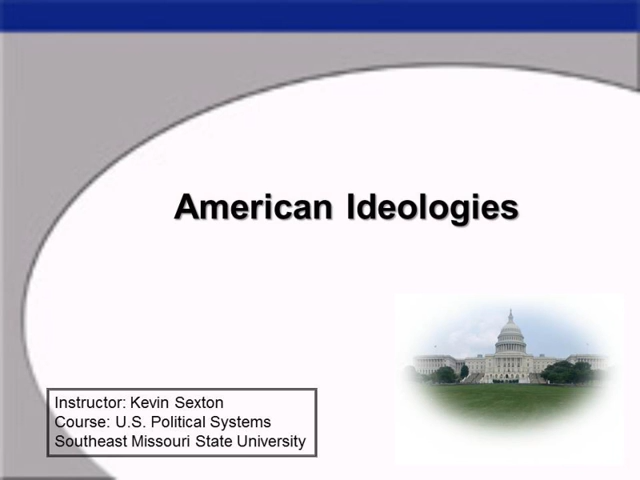 American Ideologies
Instructor: Kevin Sexton
Course: U.S. Political Systems
Southeast Missouri State University